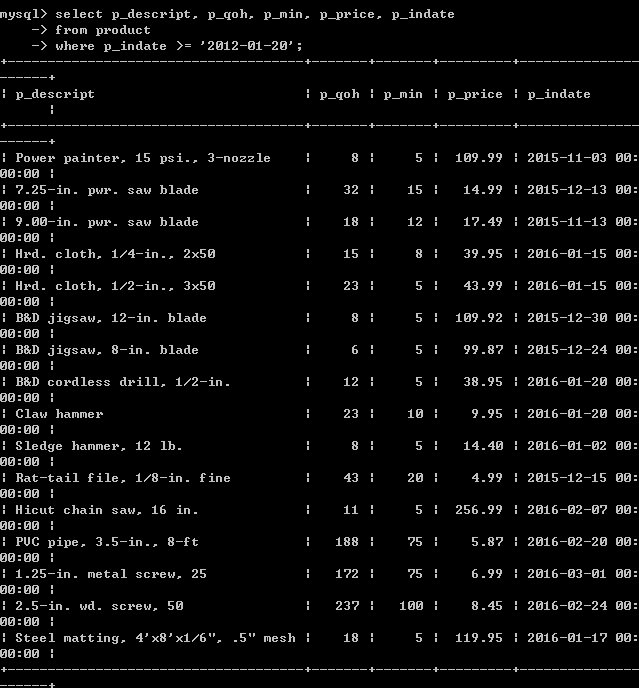 mysql> select p_descript, p_qoh, p_min, p_price, p_indate
    -> from product
    -> where p_indate >= '2012-01-20';
+-------------------------------------+-------+-------+---------+--------------
------+
| p_descript                          | p_qoh | p_min | p_price | p_indate
      |
+-------------------------------------+-------+-------+---------+--------------
------+
| Power painter, 15 psi., 3-nozzle    |     8 |     5 |  109.99 | 2015-11-03 00:
00:00 |
| 7.25-in. pwr. saw blade             |    32 |    15 |   14.99 | 2015-12-13 00:
00:00 |
| 9.00-in. pwr. saw blade             |    18 |    12 |   17.49 | 2015-11-13 00:
00:00 |
| Hrd. cloth, 1/4-in., 2x50           |    15 |     8 |   39.95 | 2016-01-15 00:
00:00 |
| Hrd. cloth, 1/2-in., 3x50           |    23 |     5 |   43.99 | 2016-01-15 00:
00:00 |
| B&D jigsaw, 12-in. blade            |     8 |     5 |  109.92 | 2015-12-30 00:
00:00 |
| B&D jigsaw, 8-in. blade             |     6 |     5 |   99.87 | 2015-12-24 00:
00:00 |
| B&D cordless drill, 1/2-in.         |    12 |     5 |   38.95 | 2016-01-20 00:
00:00 |
| Claw hammer                         |    23 |    10 |    9.95 | 2016-01-20 00:
00:00 |
| Sledge hammer, 12 lb.               |     8 |     5 |   14.40 | 2016-01-02 00:
00:00 |
| Rat-tail file, 1/8-in. fine         |    43 |    20 |    4.99 | 2015-12-15 00:
00:00 |
| Hicut chain saw, 16 in.             |    11 |     5 |  256.99 | 2016-02-07 00:
00:00 |
| PVC pipe, 3.5-in., 8-ft             |   188 |    75 |    5.87 | 2016-02-20 00:
00:00 |
| 1.25-in. metal screw, 25            |   172 |    75 |    6.99 | 2016-03-01 00:
00:00 |
| 2.5-in. wd. screw, 50               |   237 |   100 |    8.45 | 2016-02-24 00:
00:00 |
| Steel matting, 4'x8'x1/6", .5" mesh |    18 |     5 |  119.95 | 2016-01-17 00:
00:00 |
+-------------------------------------+-------+-------+---------+--------------
------+